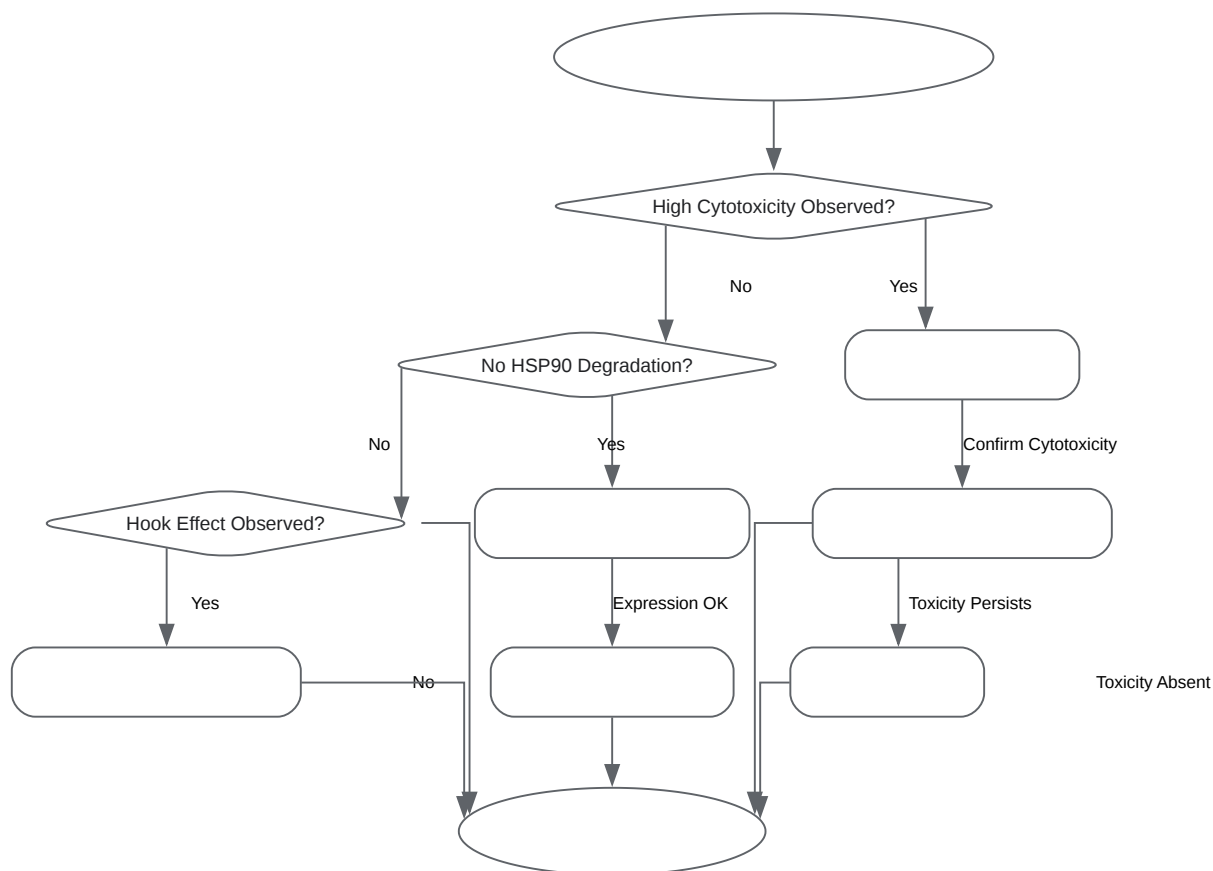 High Cytotoxicity Observed?
No
Yes
No HSP90 Degradation?
No
Yes
Confirm Cytotoxicity
Hook Effect Observed?
Yes
Expression OK
Toxicity Persists
No
Toxicity Absent